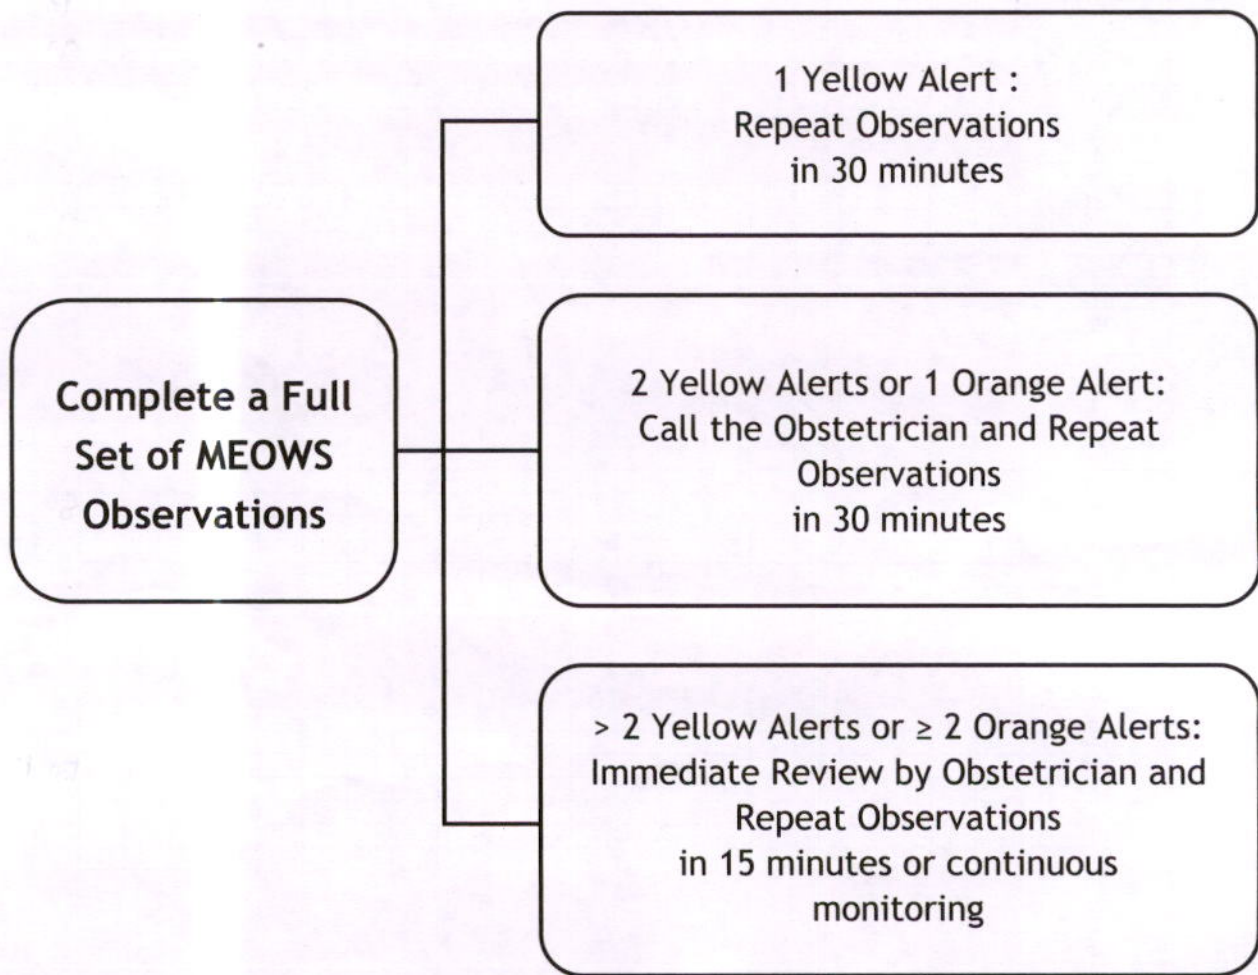 1 Yellow Alert :
Repeat Observations
in 30 minutes
Complete a Full
Set of MEOWS
Observations
2 Yellow Alerts or 1 Orange Alert:
Call the Obstetrician and Repeat
Observations
in 30 minutes
> 2 Yellow Alerts or ≥ 2 Orange Alerts:
Immediate Review by Obstetrician and
Repeat Observations
in 15 minutes or continuous
monitoring